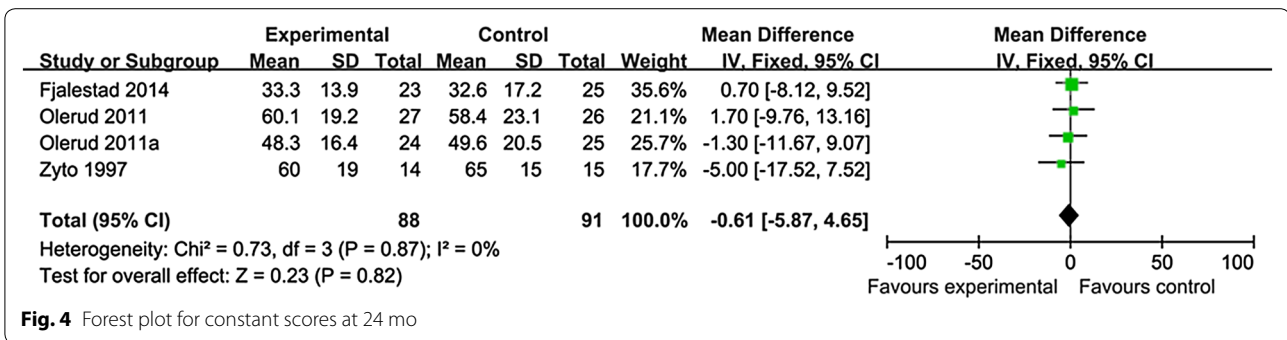 Experimental Control Mean Difference Mean Difference
Study or Subgroup Mean SD Total Mean SD Total Weight IV, Fixed, 95% CI IV, Fixed, 95% CI
Fjalestad 2014 33.3 13.9 23 32.6 17.2 25 35.6% 0.70 [-8.12, 9.52]
Olerud 2011 60.1 19.2 27 58.4 23.1 26 21.1% 1.70 [-9.76, 13.16]
Olerud 2011a 48.3 16.4 24 49.6 20.5 25 25.7% -1.30 [-11.67, 9.07]
Zyto 1997 60 19 14 65 15 15 17.7% -5.00 [-17.52, 7.52]
Total (95% CI) 88 91 100.0% -0.61 [-5.87, 4.65]
Heterogeneity: Chi² = 0.73, df = 3 (P = 0.87); I² = 0%
Test for overall effect: Z = 0.23 (P = 0.82)
-100 -50 0 50 100
Favours experimental Favours control
Fig. 4 Forest plot for constant scores at 24 mo